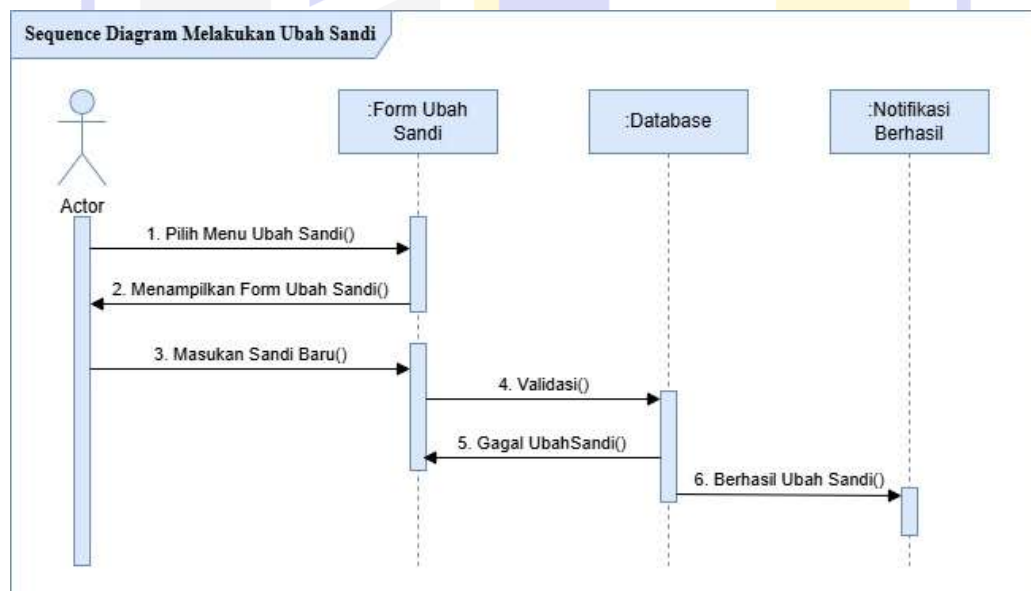 Sequence Diagram Melakukan Ubah Sandi
:Form Ubah
Sandi
:Database
:Notifikasi
Berhasil
Actor
1. Pilih Menu Ubah Sandi()
2. Menampilkan Form Ubah Sandi()
3. Masukan Sandi Baru()
4. Validasi()
5. Gagal UbahSandi()
6. Berhasil Ubah Sandi()